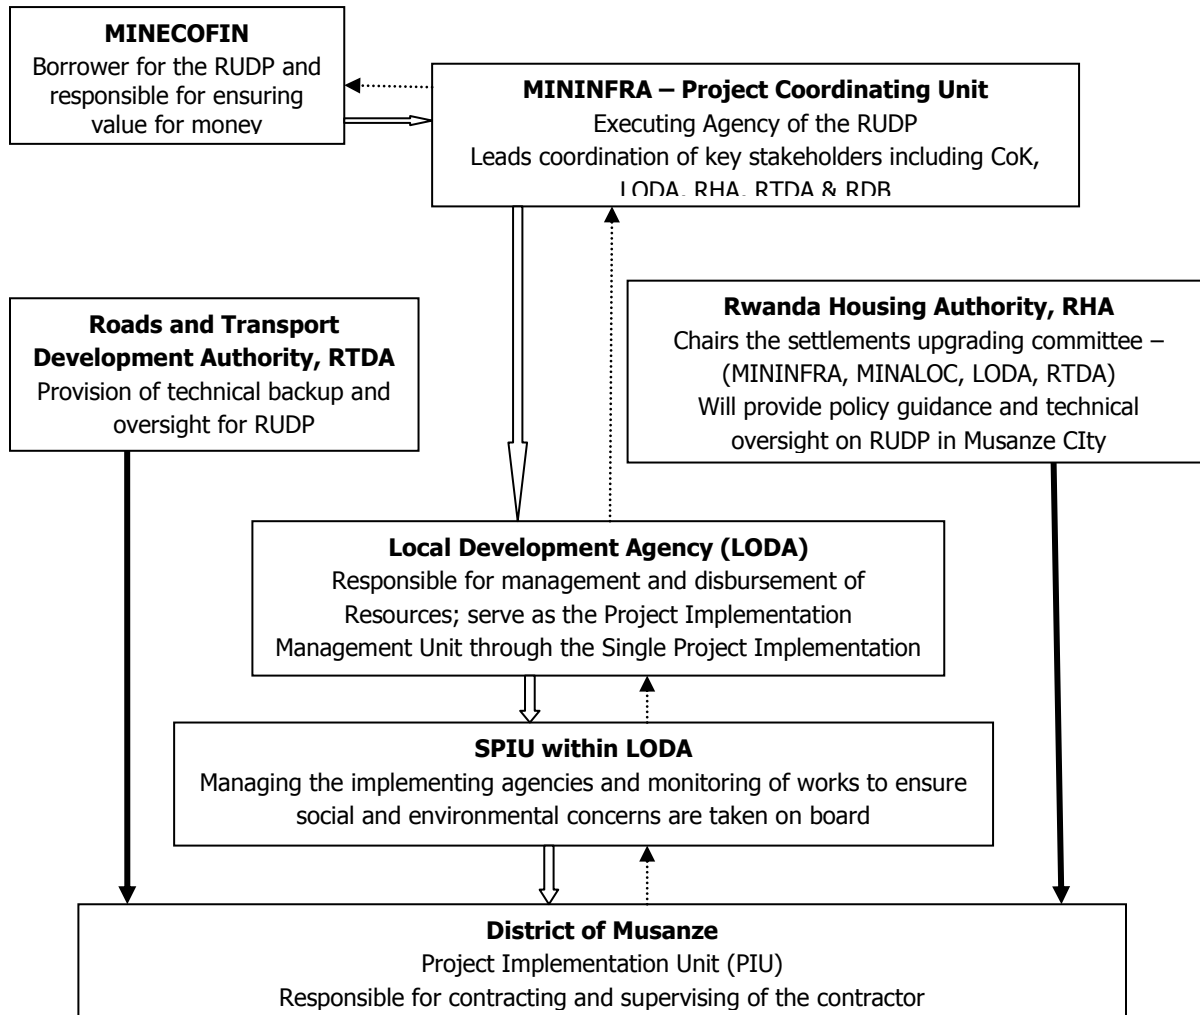 MINECOFIN
Borrower for the RUDP and
responsible for ensuring
value for money
MININFRA – Project Coordinating Unit
Executing Agency of the RUDP
Leads coordination of key stakeholders including CoK,
LODA, RHA, RTDA & RDB
Roads and Transport
Development Authority, RTDA
Provision of technical backup and
oversight for RUDP
Rwanda Housing Authority, RHA
Chairs the settlements upgrading committee –
(MININFRA, MINALOC, LODA, RTDA)
Will provide policy guidance and technical
oversight on RUDP in Musanze CIty
Local Development Agency (LODA)
Responsible for management and disbursement of
Resources; serve as the Project Implementation
Management Unit through the Single Project Implementation
SPIU within LODA
Managing the implementing agencies and monitoring of works to ensure
social and environmental concerns are taken on board
District of Musanze
Project Implementation Unit (PIU)
Responsible for contracting and supervising of the contractor